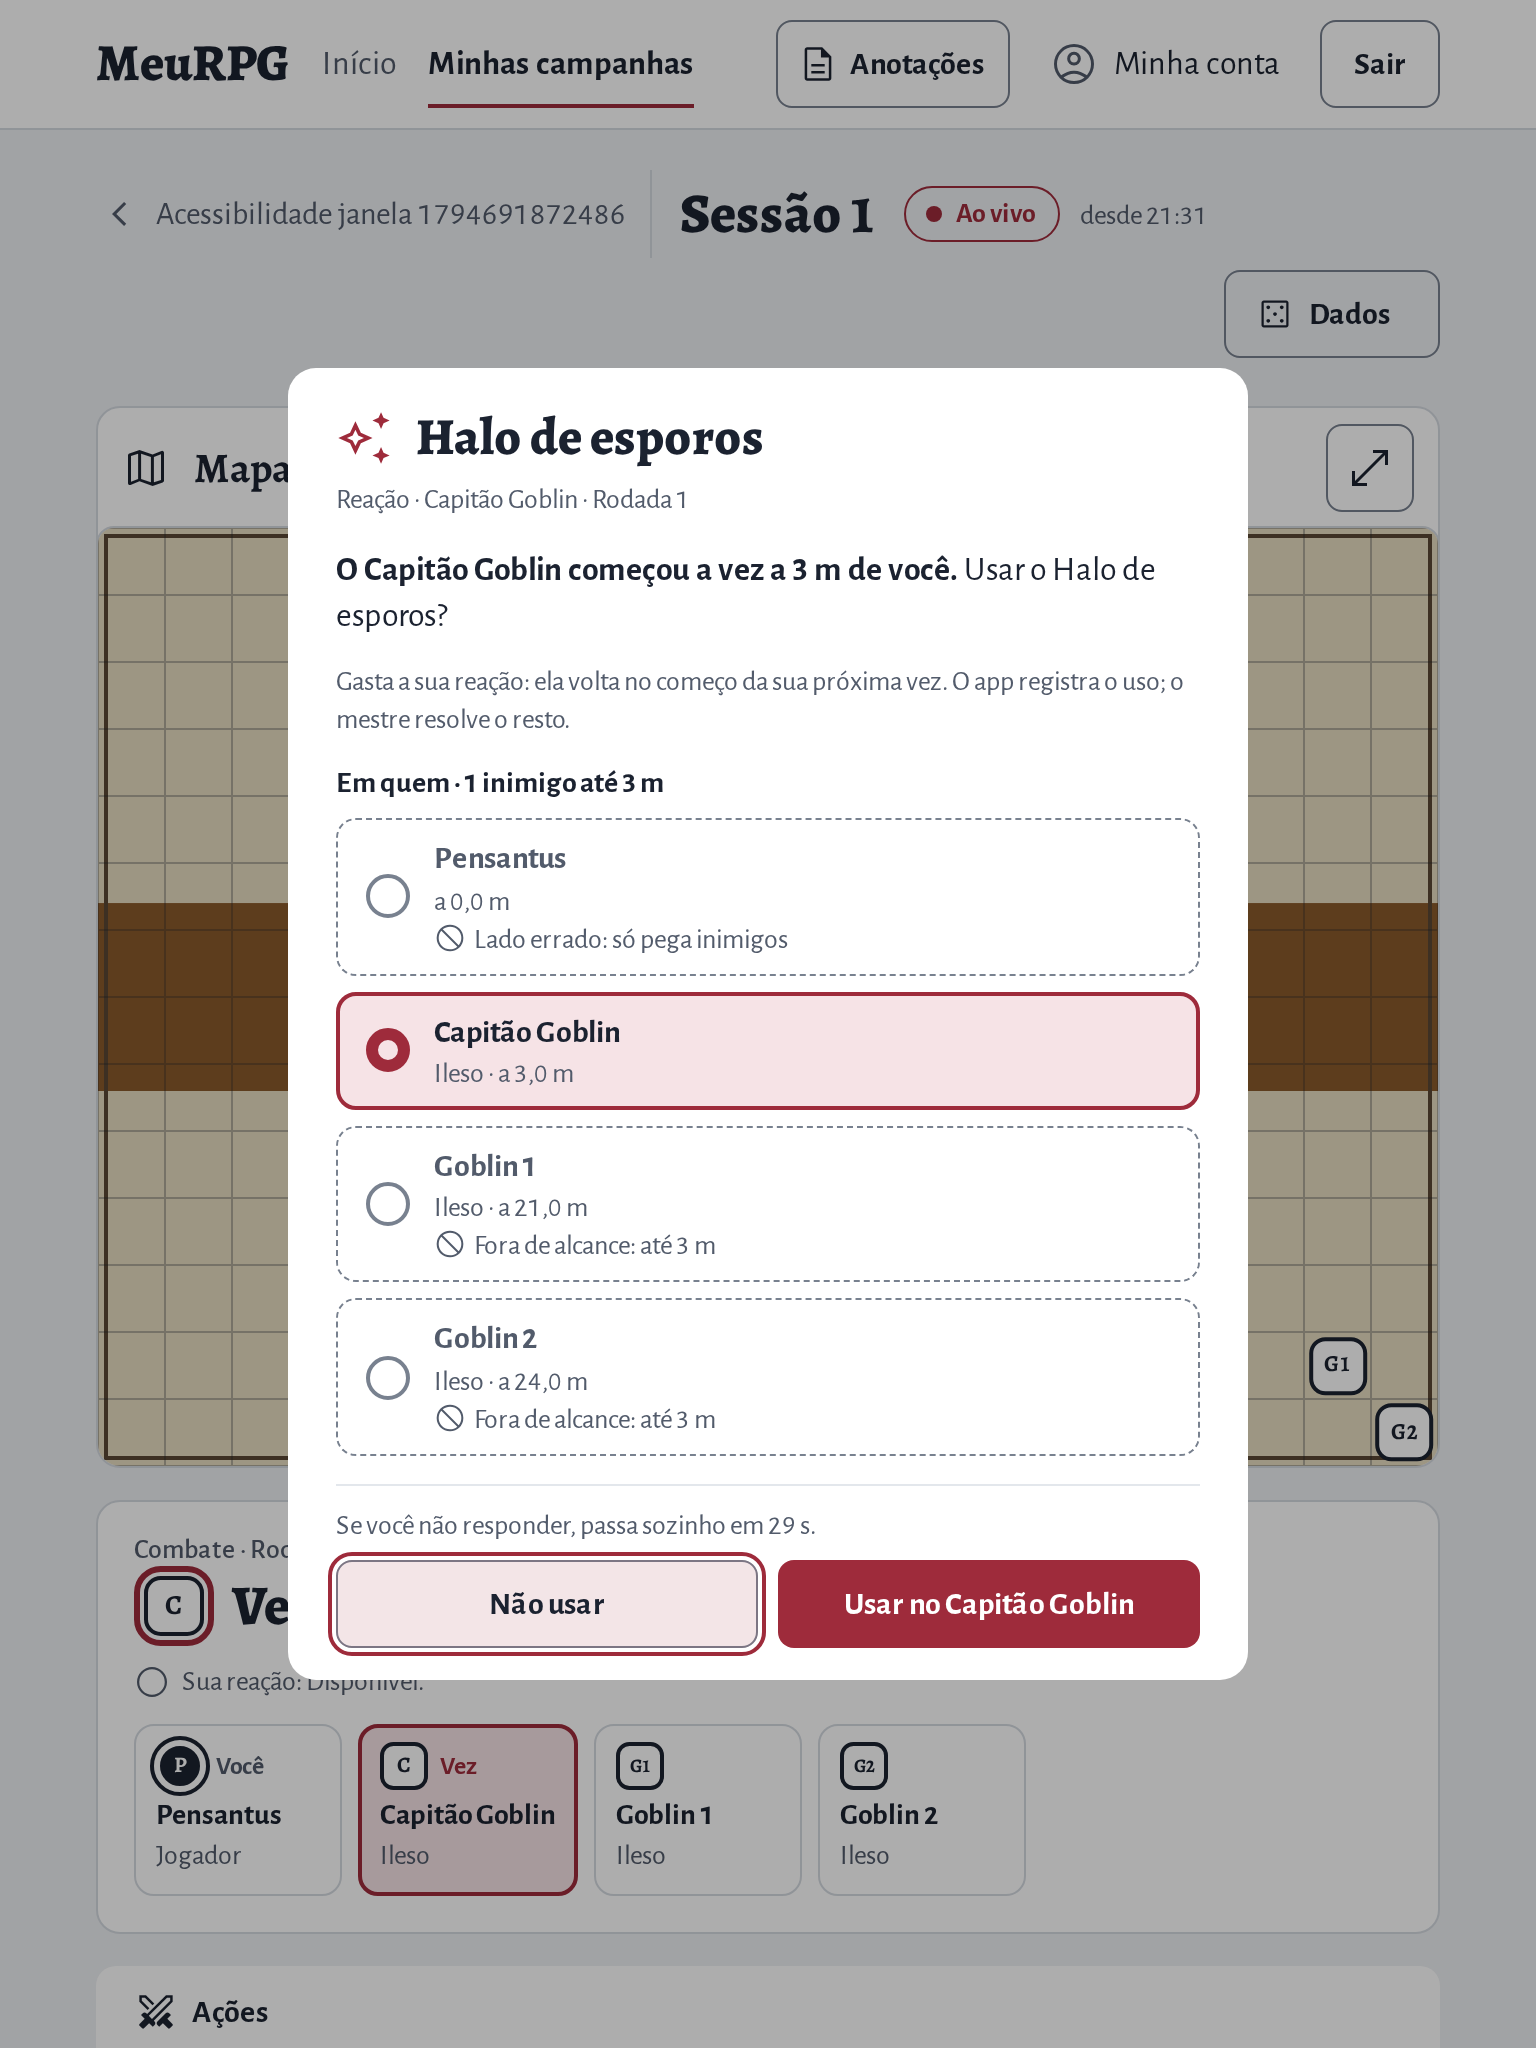 MeuRPG Início Minhas campanhas Anotações Minha conta Sair
Acessibilidade janela 1794691872486 Sessão 1 Ao vivo desde 21:31
Dados
Mapa
Halo de esporos
Reação · Capitão Goblin · Rodada 1
O Capitão Goblin começou a vez a 3 m de você. Usar o Halo de
esporos?
Gasta a sua reação: ela volta no começo da sua próxima vez. O app registra o uso; o
mestre resolve o resto.
Em quem · 1 inimigo até 3 m
Pensantus
a 0,0 m
Lado errado: só pega inimigos
Capitão Goblin
Ileso · a 3,0 m
Goblin 1
Ileso · a 21,0 m
Fora de alcance: até 3 m
Goblin 2
Ileso · a 24,0 m
Fora de alcance: até 3 m
G1
G2
Se você não responder, passa sozinho em 29 s.
Não usar Usar no Capitão Goblin
Combate ·
C
Sua reação: Disponível.
P Você
Pensantus
Jogador
C Vez
Capitão Goblin
Ileso
G1
Goblin 1
Ileso
G2
Goblin 2
Ileso
Ações